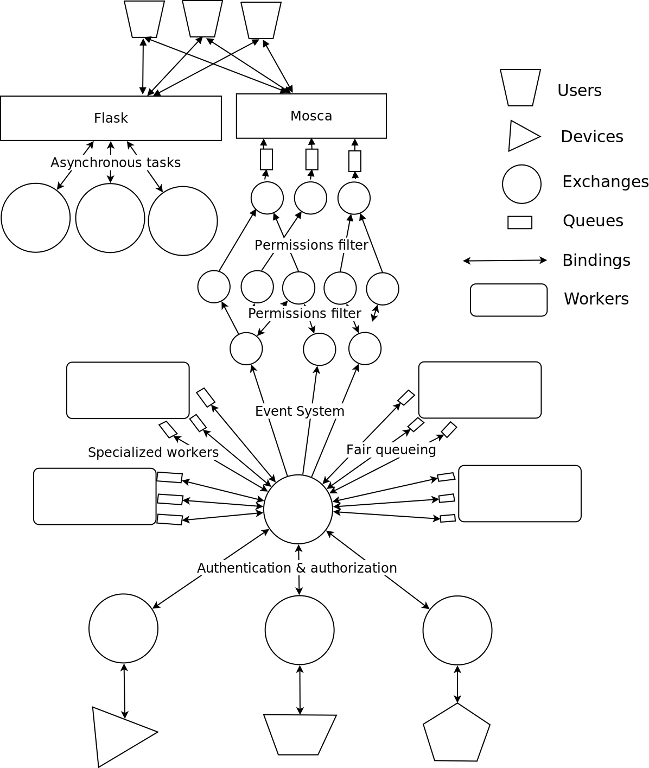 Users
Flask
Mosca
Devices
Asynchronous tasks
Exchanges
Queues
Permissions filter
Bindings
Workers
Permissions filter
Event System
Specialized workers
Fair queueing
Authentication & authorization